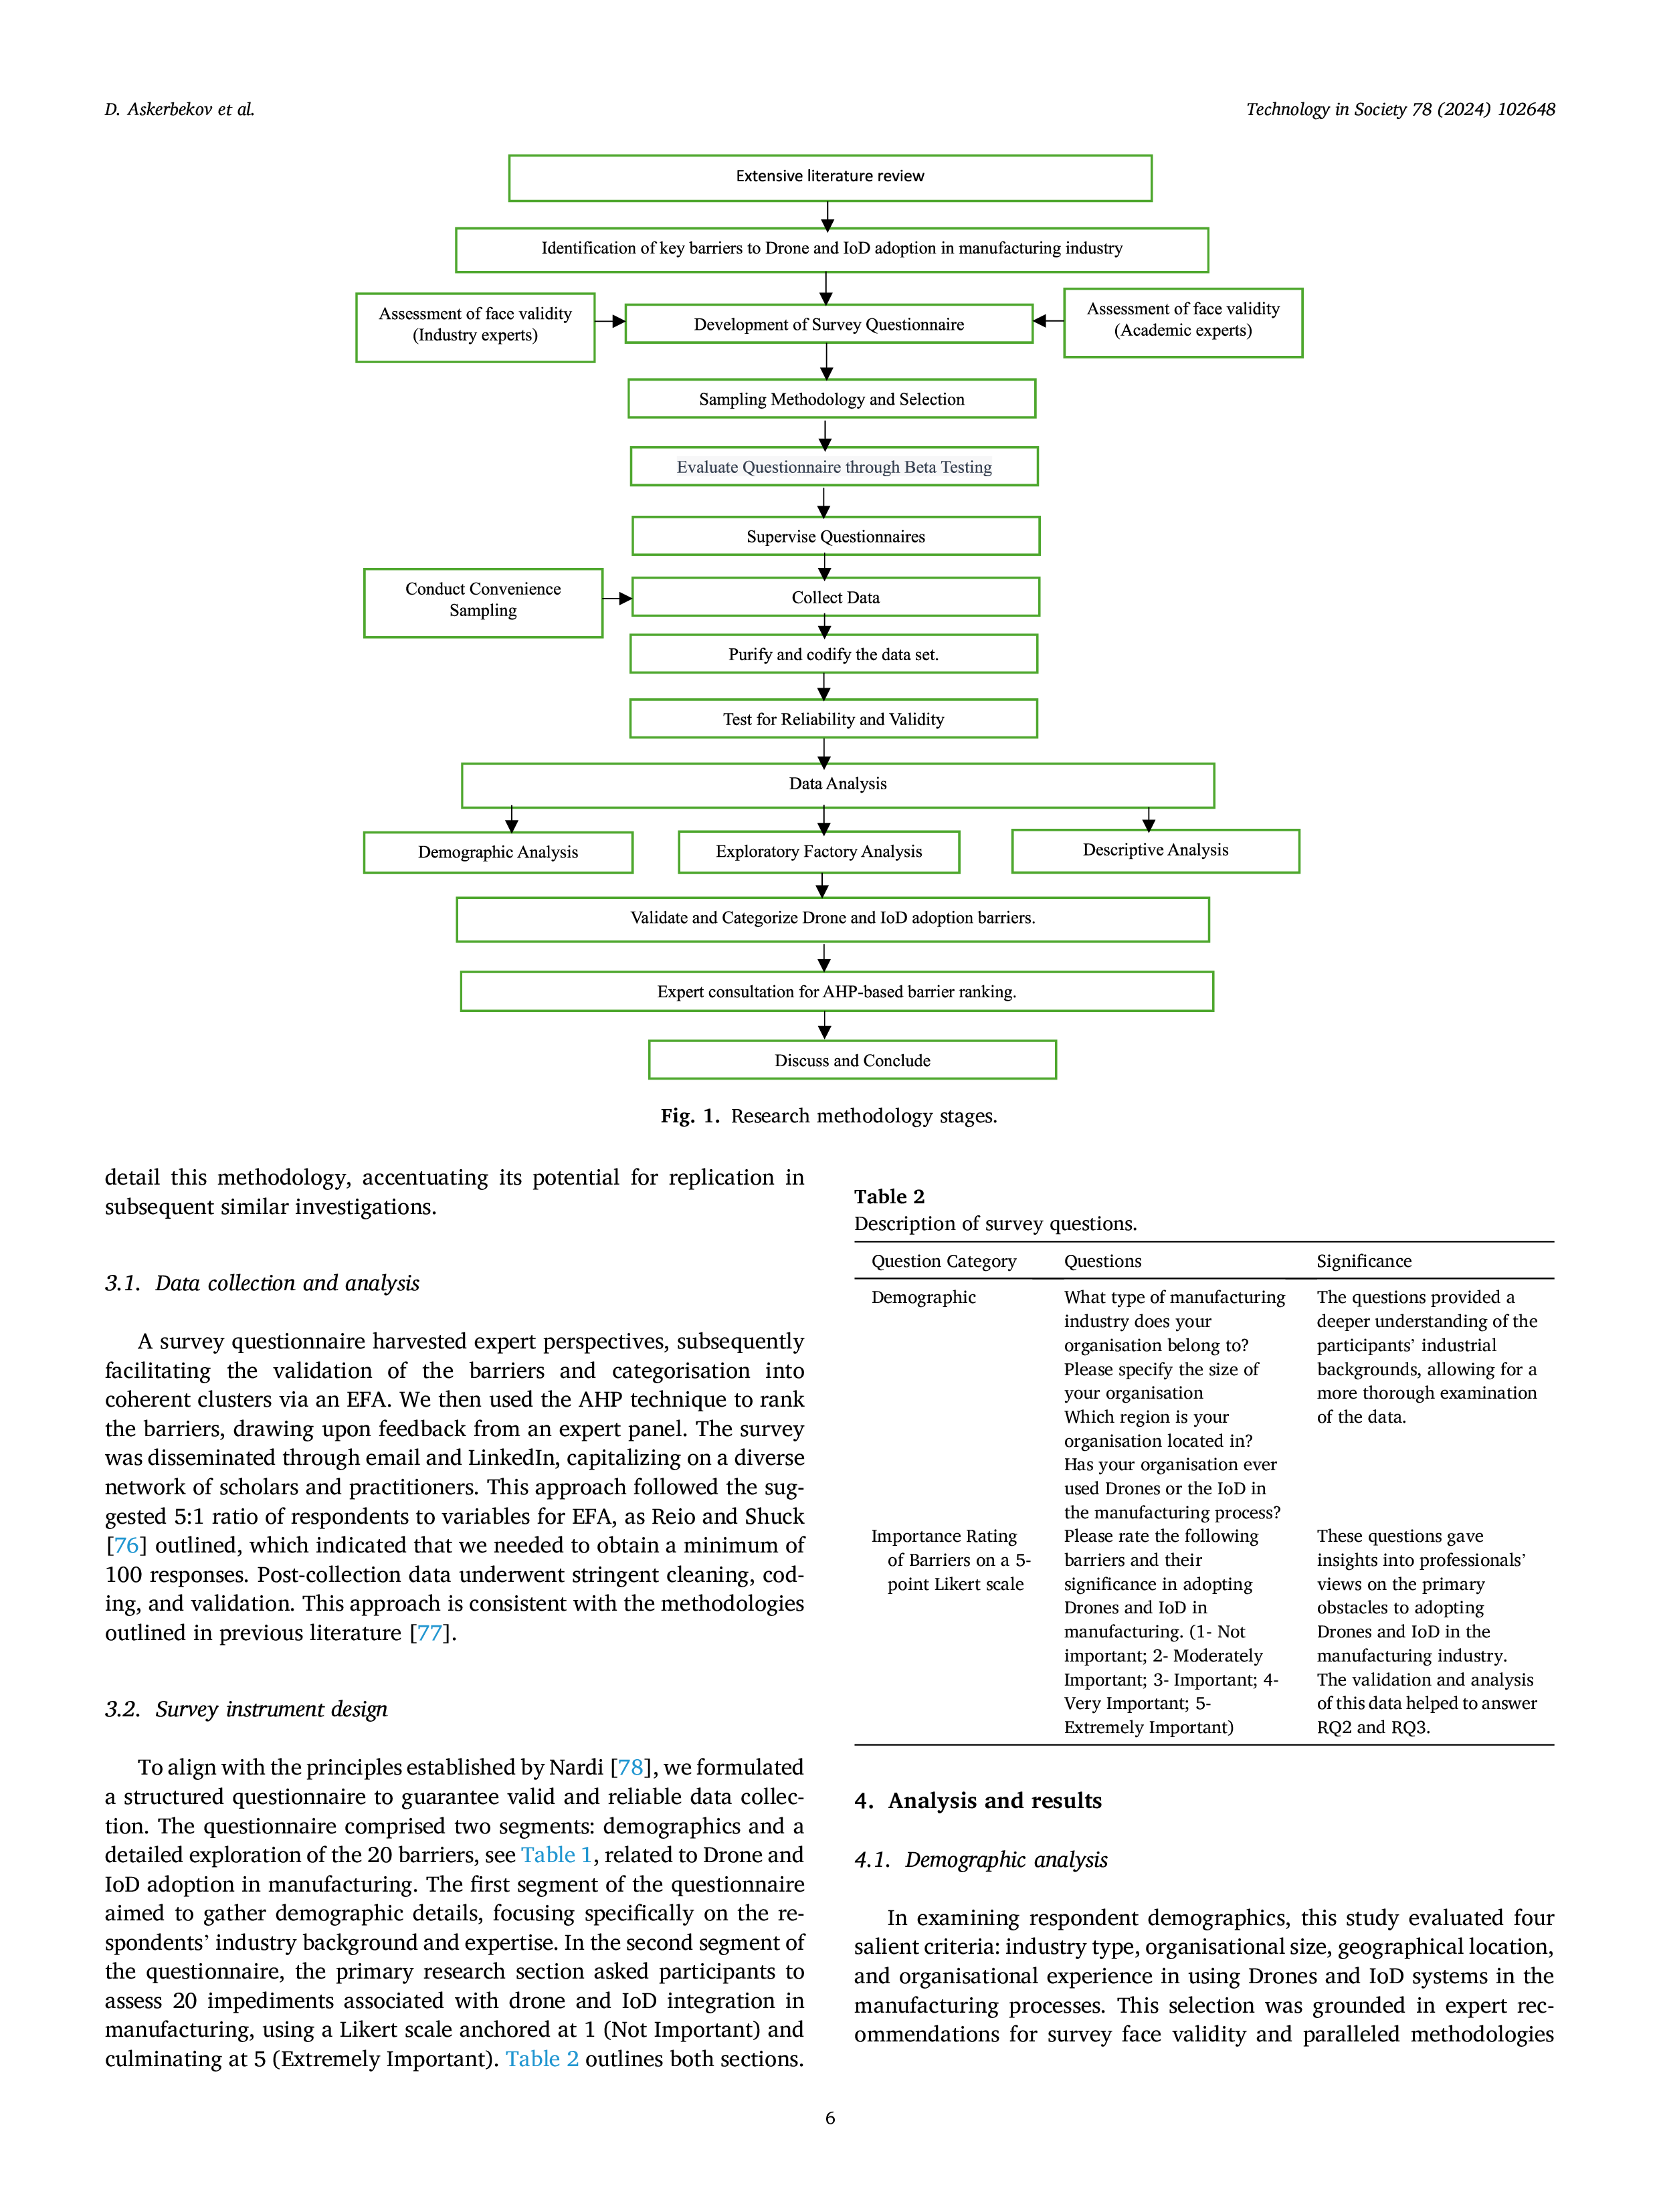 D. Askerbekov et al.
Technology in Society 78 (2024) 102648
Extensive literature review
Identification of key barriers to Drone and IoD adoption in manufacturing industry
Assessment of face validity
(Industry experts)
Development of Survey Questionnaire
Assessment of face validity
(Academic experts)
Sampling Methodology and Selection
Evaluate Questionnaire through Beta Testing
Supervise Questionnaires
Conduct Convenience
Sampling
Collect Data
Purify and codify the data set.
Test for Reliability and Validity
Data Analysis
Demographic Analysis
Exploratory Factory Analysis
Descriptive Analysis
Validate and Categorize Drone and IoD adoption barriers.
Expert consultation for AHP-based barrier ranking.
Discuss and Conclude
Fig. 1. Research methodology stages.
detail this methodology, accentuating its potential for replication in
subsequent similar investigations.
3.1. Data collection and analysis
A survey questionnaire harvested expert perspectives, subsequently
facilitating the validation of the barriers and categorisation into
coherent clusters via an EFA. We then used the AHP technique to rank
the barriers, drawing upon feedback from an expert panel. The survey
was disseminated through email and LinkedIn, capitalizing on a diverse
network of scholars and practitioners. This approach followed the sug-
gested 5:1 ratio of respondents to variables for EFA, as Reio and Shuck
[76] outlined, which indicated that we needed to obtain a minimum of
100 responses. Post-collection data underwent stringent cleaning, cod-
ing, and validation. This approach is consistent with the methodologies
outlined in previous literature [77].
3.2. Survey instrument design
To align with the principles established by Nardi [78], we formulated
a structured questionnaire to guarantee valid and reliable data collec-
tion. The questionnaire comprised two segments: demographics and a
detailed exploration of the 20 barriers, see Table 1, related to Drone and
IoD adoption in manufacturing. The first segment of the questionnaire
aimed to gather demographic details, focusing specifically on the re-
spondents' industry background and expertise. In the second segment of
the questionnaire, the primary research section asked participants to
assess 20 impediments associated with drone and IoD integration in
manufacturing, using a Likert scale anchored at 1 (Not Important) and
culminating at 5 (Extremely Important). Table 2 outlines both sections.
Table 2
Description of survey questions.
Question Category
Questions
Significance
Demographic
What type of manufacturing
industry does your
organisation belong to?
Please specify the size of
your organisation
Which region is your
organisation located in?
Has your organisation ever
used Drones or the IoD in
the manufacturing process?
The questions provided a
deeper understanding of the
participants' industrial
backgrounds, allowing for a
more thorough examination
of the data.
Importance Rating
of Barriers on a 5-
point Likert scale
Please rate the following
barriers and their
significance in adopting
Drones and IoD in
manufacturing. (1- Not
important; 2- Moderately
Important; 3- Important; 4-
Very Important; 5-
Extremely Important)
These questions gave
insights into professionals'
views on the primary
obstacles to adopting
Drones and IoD in the
manufacturing industry.
The validation and analysis
of this data helped to answer
RQ2 and RQ3.
4. Analysis and results
4.1. Demographic analysis
In examining respondent demographics, this study evaluated four
salient criteria: industry type, organisational size, geographical location,
and organisational experience in using Drones and IoD systems in the
manufacturing processes. This selection was grounded in expert rec-
ommendations for survey face validity and paralleled methodologies
6